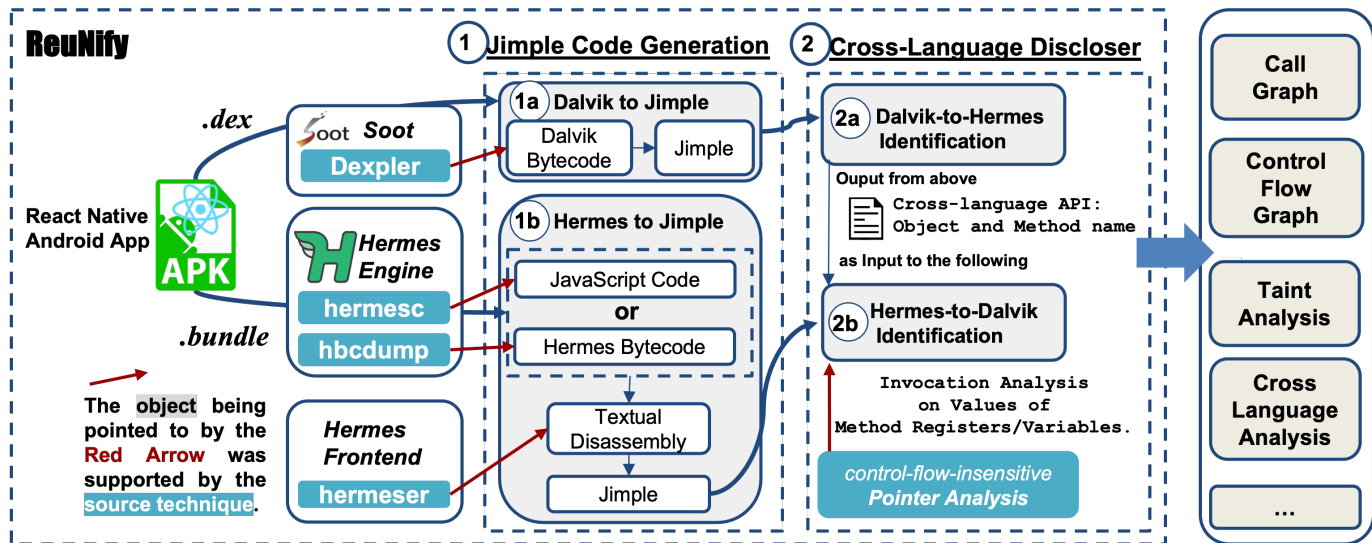 ReuNify
React Native
Android App
APK
.dex
.bundle
The object being
pointed to by the
Red Arrow was
supported by the
source technique.
Soot Soot
Dexpler
Hermes
Engine
hermesc
hbcdump
Hermes
Frontend
hermeser
1 Jimple Code Generation
1a Dalvik to Jimple
Dalvik
Bytecode
Jimple
1b Hermes to Jimple
JavaScript Code
or
Hermes Bytecode
Textual
Disassembly
Jimple
2 Cross-Language Discloser
2a Dalvik-to-Hermes
Identification
Ouput from above
Cross-language API:
Object and Method name
as Input to the following
2b Hermes-to-Dalvik
Identification
Invocation Analysis
on Values of
Method Registers/Variables.
control-flow-insensitive
Pointer Analysis
Call
Graph
Control
Flow
Graph
Taint
Analysis
Cross
Language
Analysis
...